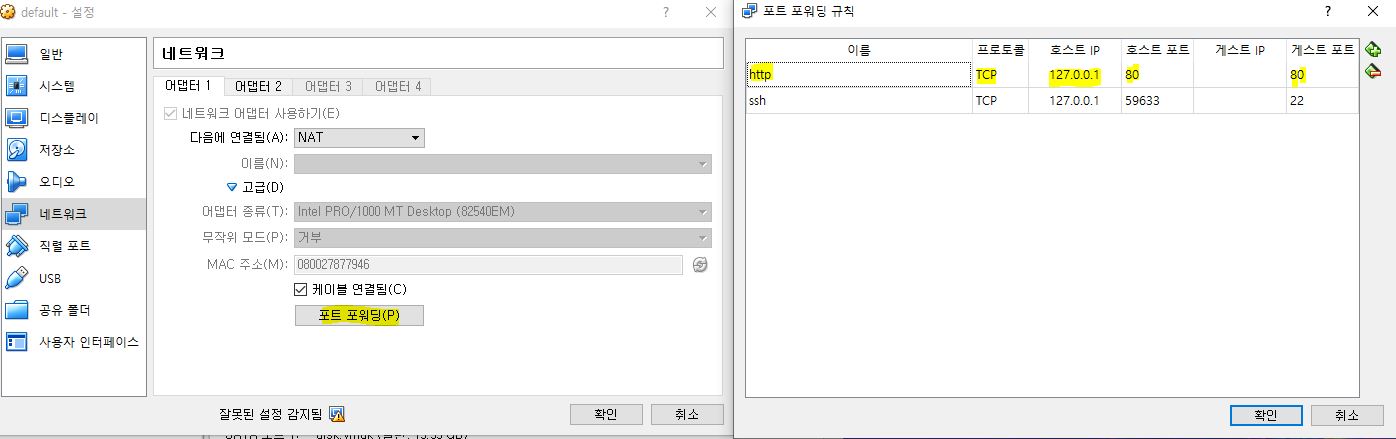 default - 설정
?
일반
시스템
디스플레이
저장소
오디오
네트워크
직렬 포트
USB
공유 폴더
사용자 인터페이스
네트워크
어댑터 1 어댑터 2 어댑터 3 어댑터 4
네트워크 어댑터 사용하기(E)
다음에 연결됨(A): NAT
이름(N):
고급(D)
어댑터 종류(T): Intel PRO/1000 MT Desktop (82540EM)
무작위 모드(P): 거부
MAC 주소(M): 080027877946
케이블 연결됨(C)
포트 포워딩(P)
잘못된 설정 감지됨
확인 취소
포트 포워딩 규칙
?
이름 프로토콜 호스트 IP 호스트 포트 게스트 IP 게스트 포트
http TCP 127.0.0.1 80 80
ssh TCP 127.0.0.1 59633 22
확인 취소